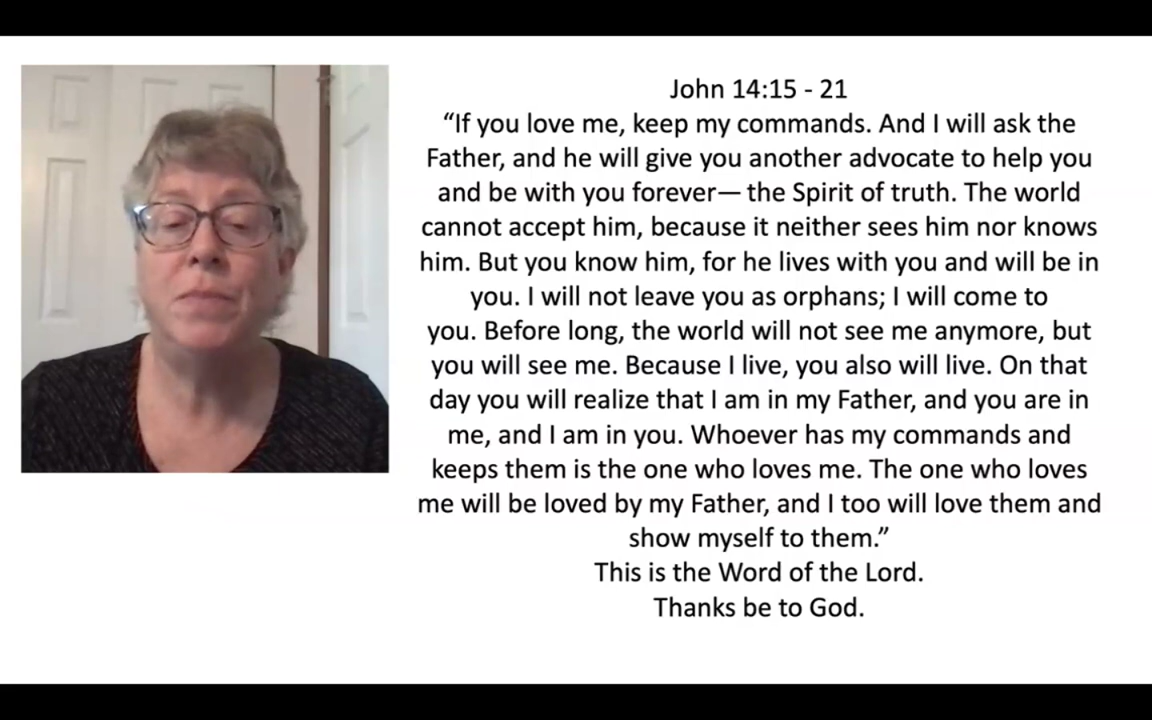 John 14:15 - 21
“If you love me, keep my commands. And I will ask the
Father, and he will give you another advocate to help you
and be with you forever— the Spirit of truth. The world
cannot accept him, because it neither sees him nor knows
him. But you know him, for he lives with you and will be in
you. I will not leave you as orphans; I will come to
you. Before long, the world will not see me anymore, but
you will see me. Because I live, you also will live. On that
day you will realize that I am in my Father, and you are in
me, and I am in you. Whoever has my commands and
keeps them is the one who loves me. The one who loves
me will be loved by my Father, and I too will love them and
show myself to them.”
This is the Word of the Lord.
Thanks be to God.